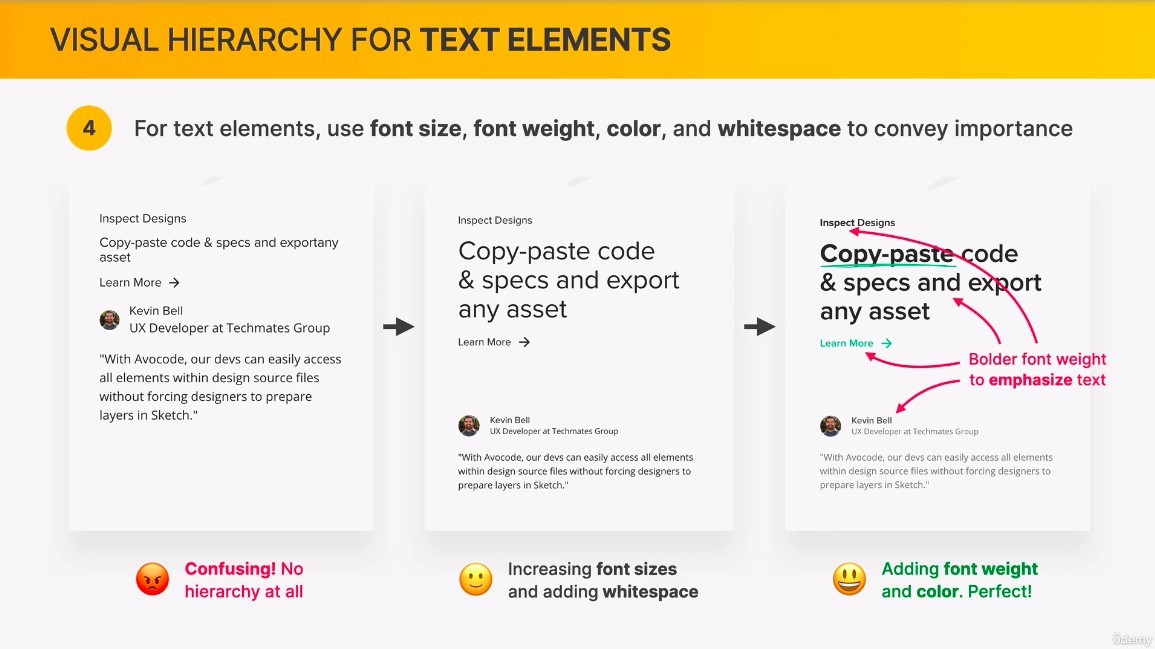 VISUAL HIERARCHY FOR TEXT ELEMENTS
4
For text elements, use font size, font weight, color, and whitespace to convey importance
Inspect Designs
Copy-paste code & specs and exportany
asset
Learn More →
Kevin Bell
UX Developer at Techmates Group
"With Avocode, our devs can easily access
all elements within design source files
without forcing designers to prepare
layers in Sketch."
Confusing! No
hierarchy at all
Inspect Designs
Copy-paste code
& specs and export
any asset
Learn More →
Kevin Bell
UX Developer at Techmates Group
"With Avocode, our devs can easily access all elements
within design source files without forcing designers to
prepare layers in Sketch."
Increasing font sizes
and adding whitespace
Inspect Designs
Copy-paste code
& specs and export
any asset
Learn More →
Bolder font weight
to emphasize text
Kevin Bell
UX Developer at Techmates Group
"With Avocode, our devs can easily access all elements
within design source files without forcing designers to
prepare layers in Sketch."
Adding font weight
and color. Perfect!
ûdemy